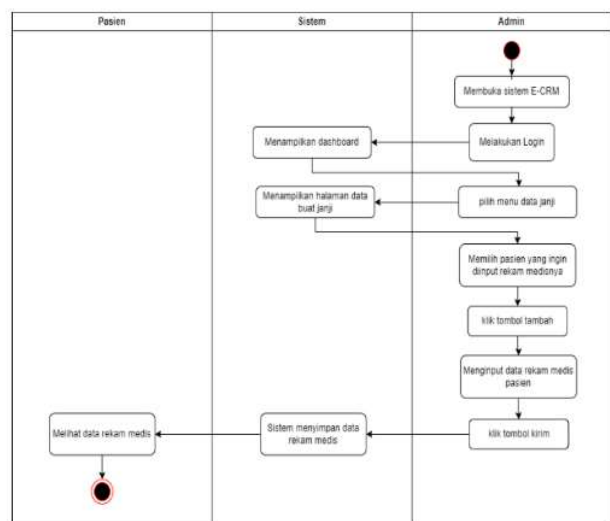 Pasien
Sistem
Admin
Membuka sistem E-CRM
Melakukan Login
Menampilkan dashboard
pilih menu data janji
Menampilkan halaman data
buat janji
Memilih pasien yang ingin
diinput rekam medisnya
klik tombol tambah
Menginput data rekam medis
pasien
klik tombol kirim
Sistem menyimpan data
rekam medis
Melihat data rekam medis